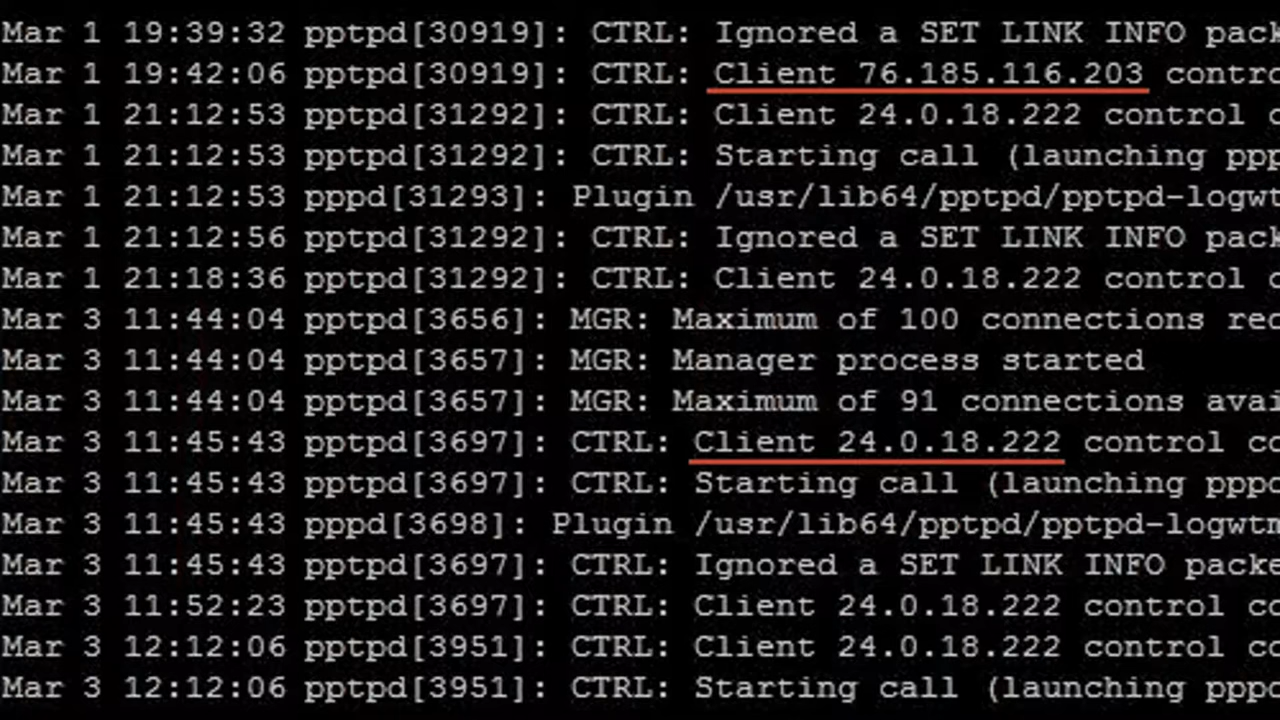 Mar 1 19:39:32 pptpd[30919]: CTRL: Ignored a SET LINK INFO pack
Mar 1 19:42:06 pptpd[30919]: CTRL: Client 76.185.116.203 contro
Mar 1 21:12:53 pptpd[31292]: CTRL: Client 24.0.18.222 control c
Mar 1 21:12:53 pptpd[31292]: CTRL: Starting call (launching ppp
Mar 1 21:12:53 pppd[31293]: Plugin /usr/lib64/pptpd/pptpd-logwt
Mar 1 21:12:56 pptpd[31292]: CTRL: Ignored a SET LINK INFO pack
Mar 1 21:18:36 pptpd[31292]: CTRL: Client 24.0.18.222 control c
Mar 3 11:44:04 pptpd[3656]: MGR: Maximum of 100 connections red
Mar 3 11:44:04 pptpd[3657]: MGR: Manager process started
Mar 3 11:44:04 pptpd[3657]: MGR: Maximum of 91 connections avai
Mar 3 11:45:43 pptpd[3697]: CTRL: Client 24.0.18.222 control co
Mar 3 11:45:43 pptpd[3697]: CTRL: Starting call (launching pppd
Mar 3 11:45:43 pppd[3698]: Plugin /usr/lib64/pptpd/pptpd-logwtm
Mar 3 11:45:43 pptpd[3697]: CTRL: Ignored a SET LINK INFO packe
Mar 3 11:52:23 pptpd[3697]: CTRL: Client 24.0.18.222 control co
Mar 3 12:12:06 pptpd[3951]: CTRL: Client 24.0.18.222 control co
Mar 3 12:12:06 pptpd[3951]: CTRL: Starting call (launching pppd